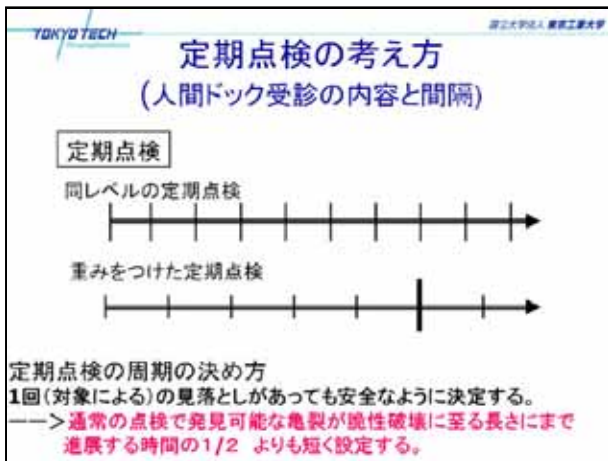 TOKYO TECH
国立大学法人 東京工業大学
定期点検の考え方
(人間ドック受診の内容と間隔)
定期点検
同レベルの定期点検
重みをつけた定期点検
定期点検の周期の決め方
1回(対象による)の見落としがあっても安全なように決定する。
ーー＞通常の点検で発見可能な亀裂が脆性破壊に至る長さにまで
進展する時間の1/2 よりも短く設定する。